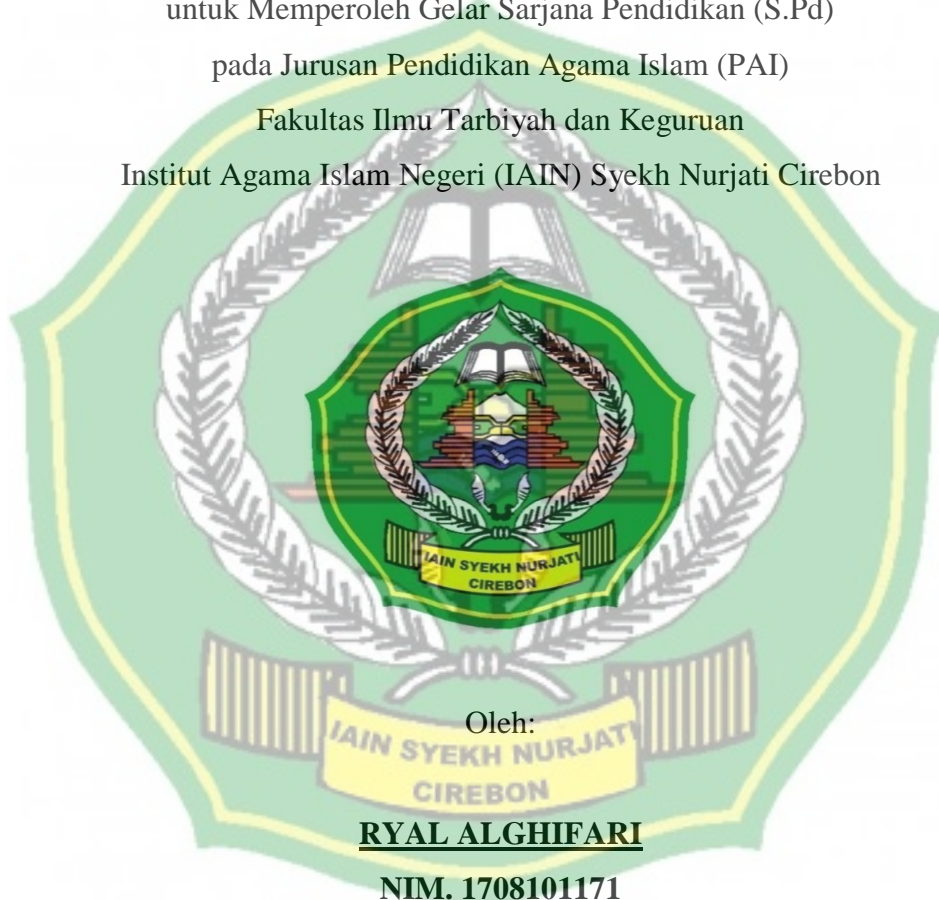 untuk Memperoleh Gelar Sarjana Pendidikan (S.Pd)
pada Jurusan Pendidikan Agama Islam (PAI)
Fakultas Ilmu Tarbiyah dan Keguruan
Institut Agama Islam Negeri (IAIN) Syekh Nurjati Cirebon
IAIN SYEKH NURJATI
CIREBON
Oleh:
IAIN SYEKH NURJATI
CIREBON
RYAL ALGHIFARI
NIM. 1708101171